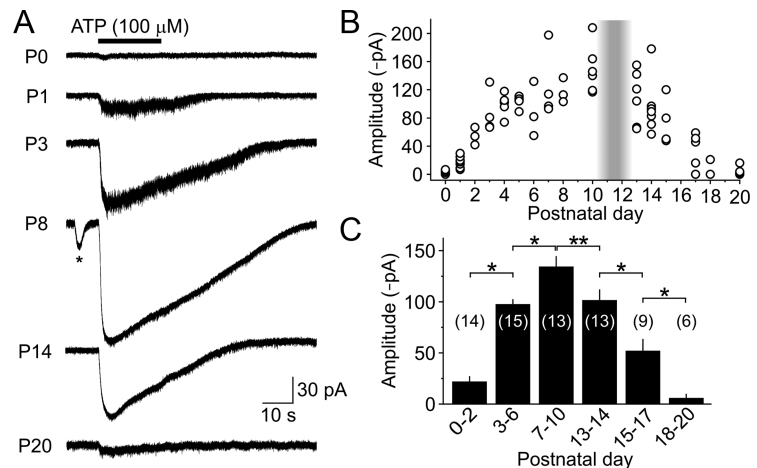 A
ATP (100 µM)
P0
P1
P3
P8
*
P14
30 pA
10 s
P20
B
Amplitude (-pA)
200
160
120
80
40
0
0 2 4 6 8 10 12 14 16 18 20
Postnatal day
C
Amplitude (-pA)
150
100
50
0
* * ** * *
(14) (15) (13) (13) (9) (6)
0-2 3-6 7-10 13-14 15-17 18-20
Postnatal day